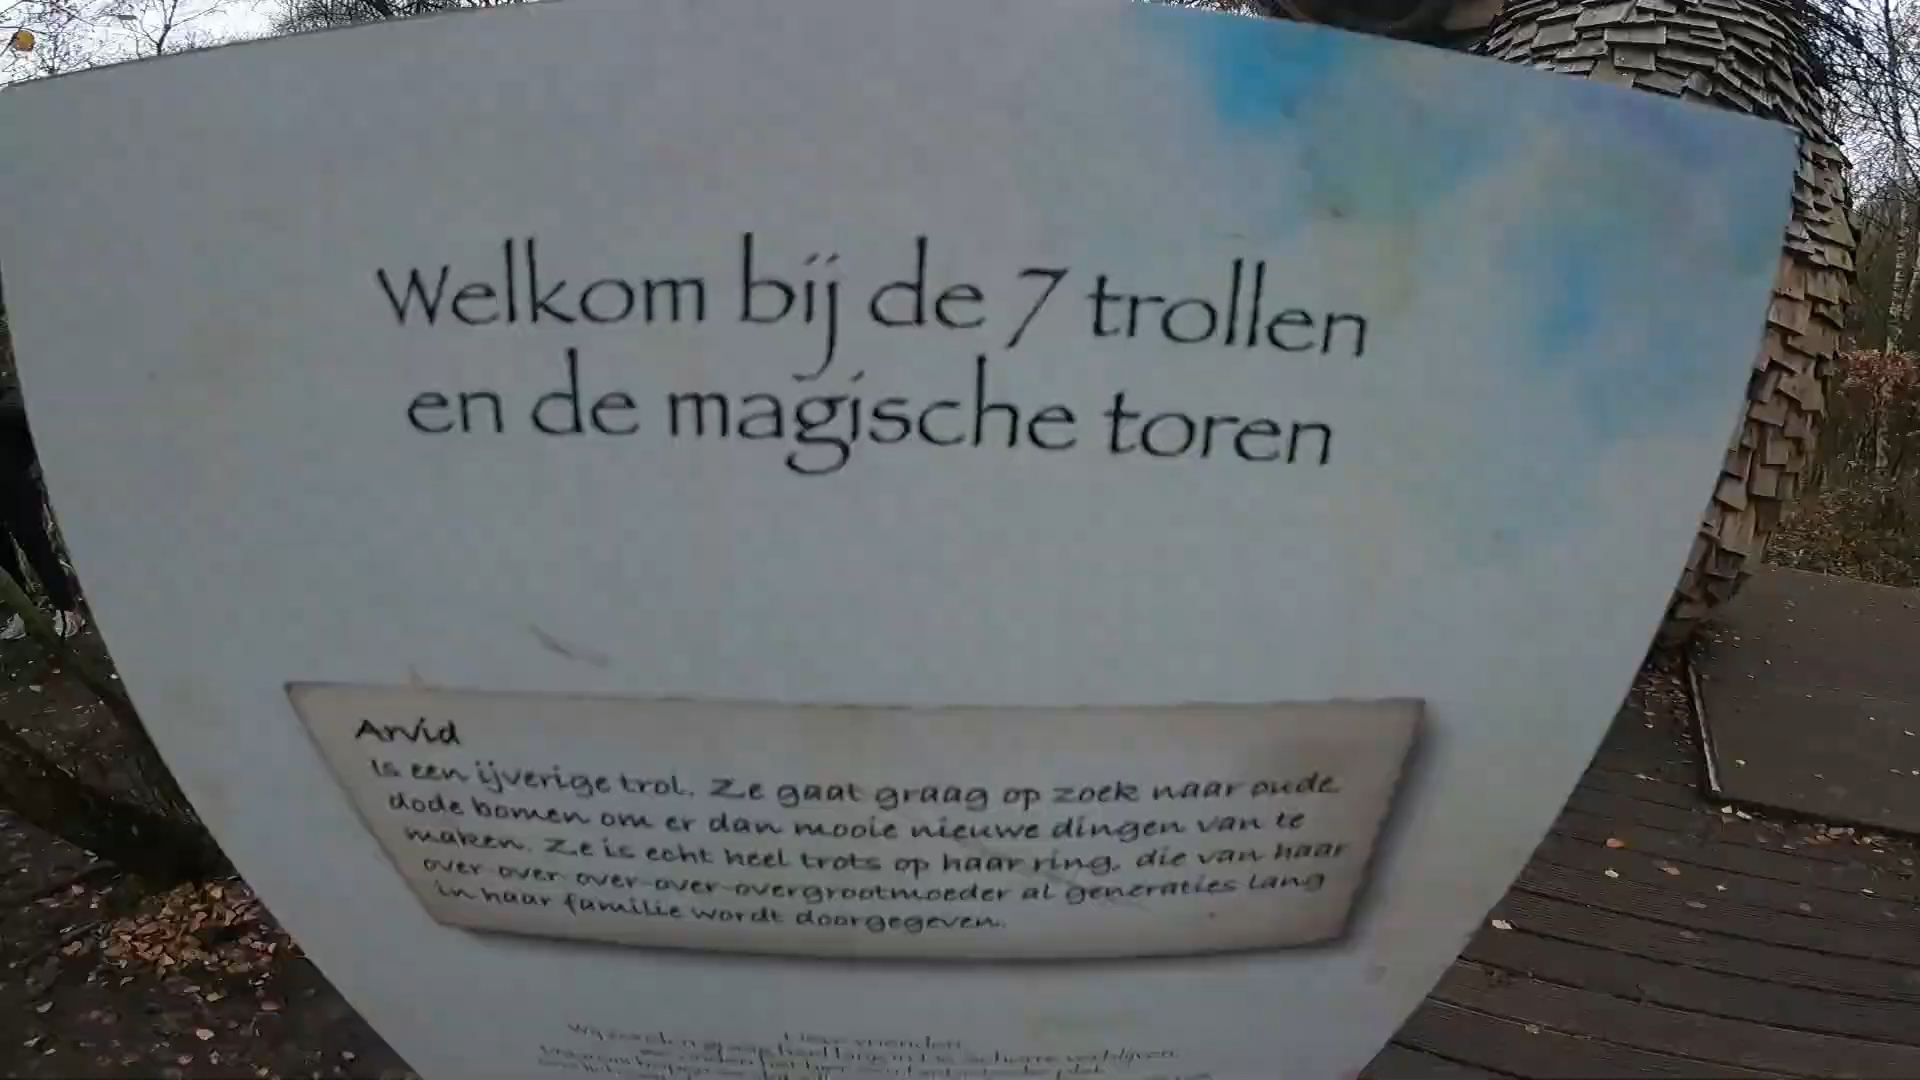 Welkom bij de 7 trollen
en de magische toren
Arvid
Is een ijverige trol. Ze gaat graag op zoek naar oude
dode bomen om er dan mooie nieuwe dingen van te
maken. Ze is echt heel trots op haar ring, die van haar
over-over-over-over-overgrootmoeder al generaties lang
in haar familie wordt doorgegeven.
Lieve vrienden,